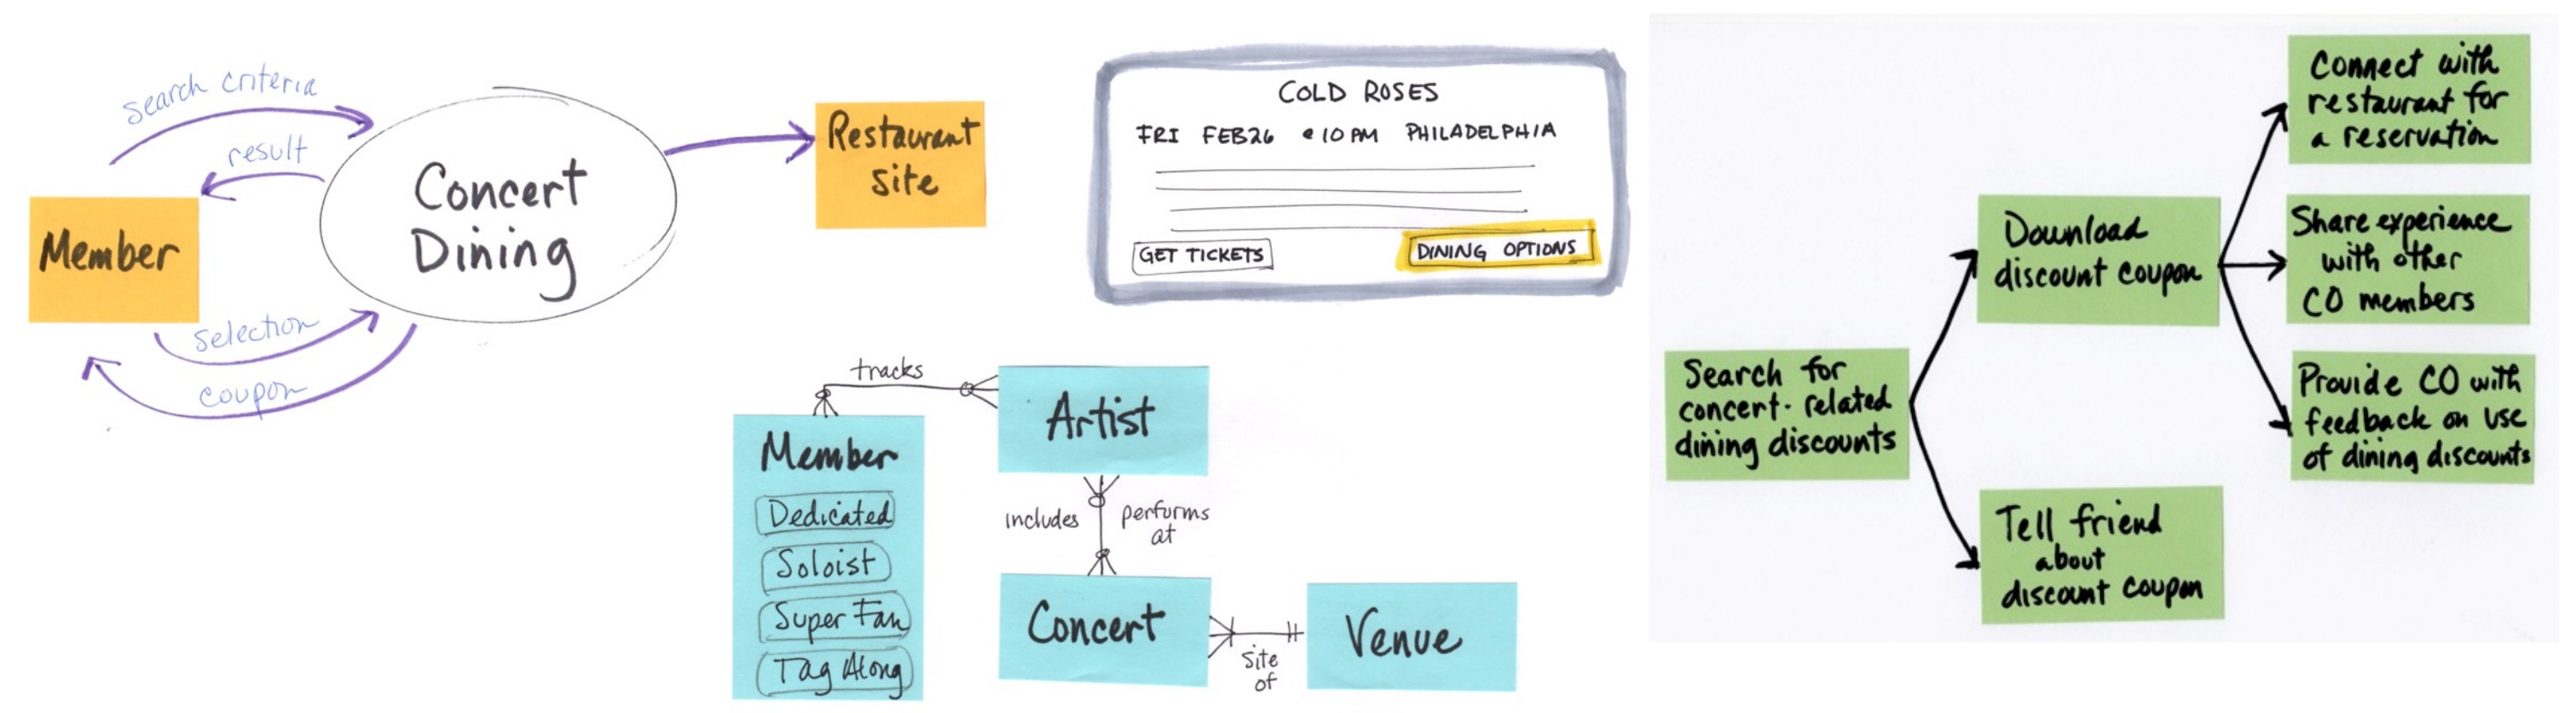 search criteria
result
Member
Concert
Dining
selection
coupon
Restaurant
site
COLD ROSES
FRI FEB26 @ 10 PM PHILADELPHIA
GET TICKETS
DINING OPTIONS
tracks
Member
Dedicated
Soloist
Super Fan
Tag Along
Artist
includes
performs
at
Concert
site
of
Venue
Search for
concert-related
dining discounts
Download
discount coupon
Tell friend
about
discount coupon
Connect with
restaurant for
a reservation
Share experience
with other
CO members
Provide CO with
feedback on use
of dining discounts